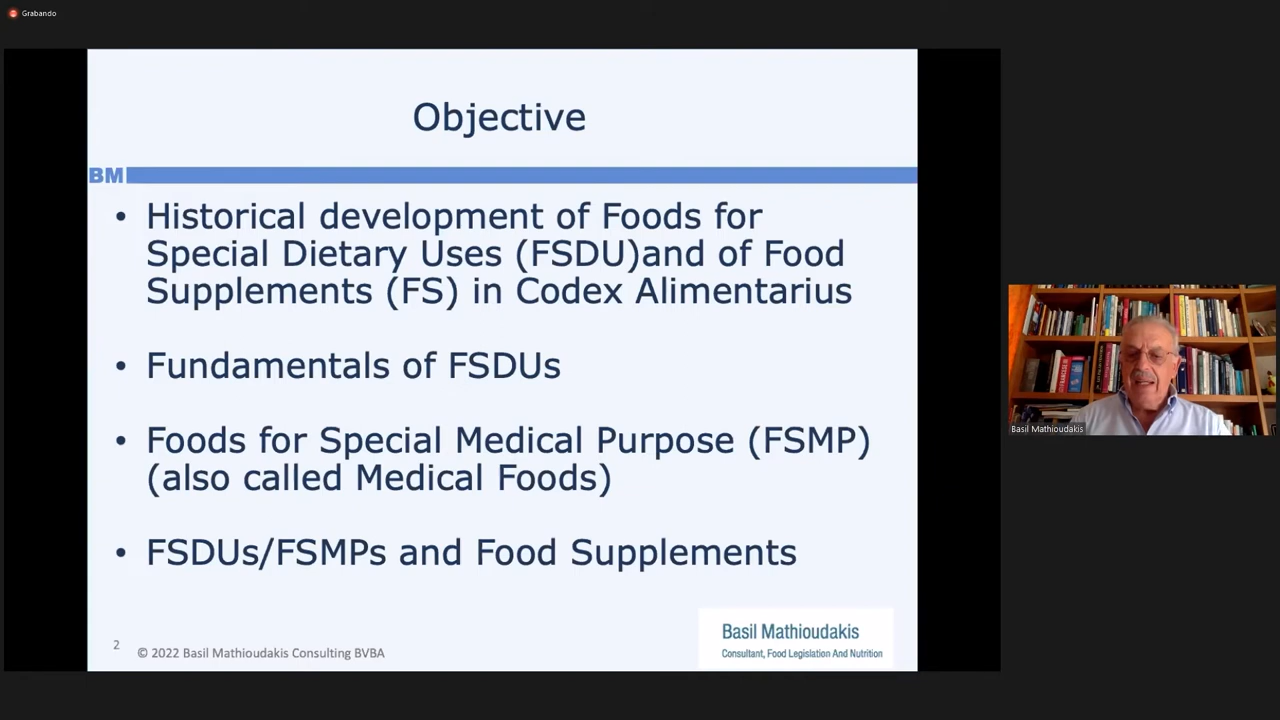 Grabando
Objective
BM
• Historical development of Foods for
Special Dietary Uses (FSDU)and of Food
Supplements (FS) in Codex Alimentarius
• Fundamentals of FSDUs
• Foods for Special Medical Purpose (FSMP)
(also called Medical Foods)
• FSDUs/FSMPs and Food Supplements
2
© 2022 Basil Mathioudakis Consulting BVBA
Basil Mathioudakis
Consultant, Food Legislation And Nutrition
Basil Mathioudakis